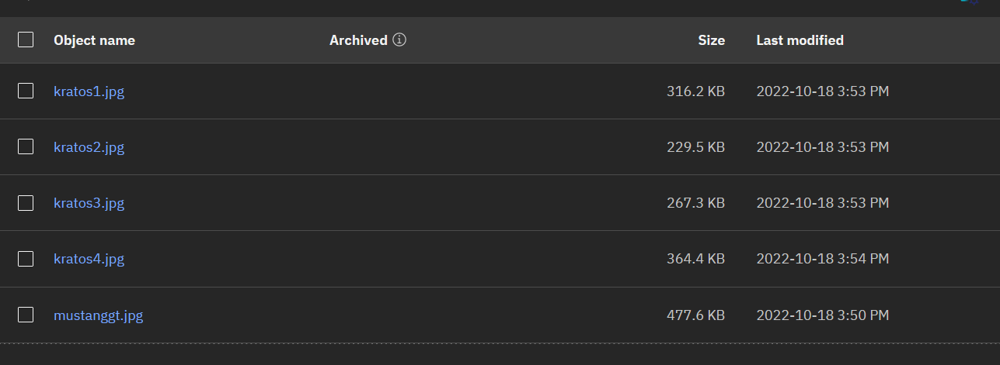 Object name Archived Size Last modified
kratos1.jpg 316.2 KB 2022-10-18 3:53 PM
kratos2.jpg 229.5 KB 2022-10-18 3:53 PM
kratos3.jpg 267.3 KB 2022-10-18 3:53 PM
kratos4.jpg 364.4 KB 2022-10-18 3:54 PM
mustanggt.jpg 477.6 KB 2022-10-18 3:50 PM